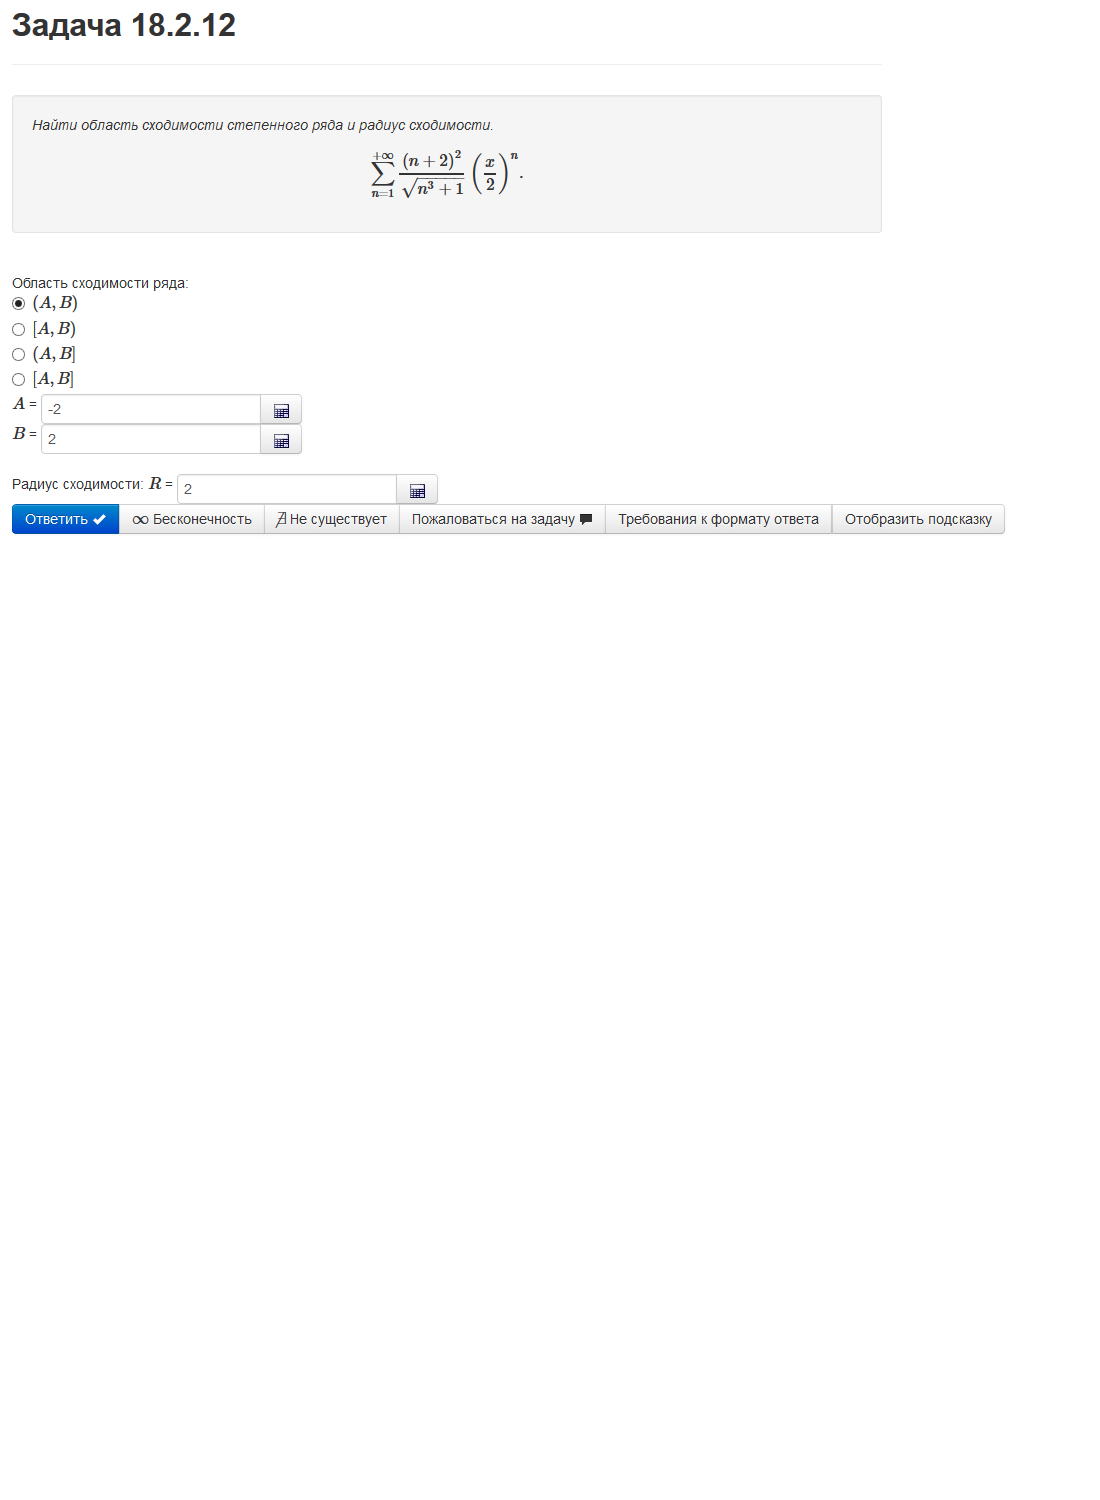 Задача 18.2.12
Найти область сходимости степенного ряда и радиус сходимости.
$$\sum_{n=1}^{+\infty} \frac{(n+2)^2}{\sqrt{n^3+1}} \left(\frac{x}{2}\right)^n.$$
Область сходимости ряда:
(A, B)
[A, B)
(A, B]
[A, B]
A = -2
B = 2
Радиус сходимости: R = 2
Ответить ✔ ∞ Бесконечность ∄ Не существует Пожаловаться на задачу Требования к формату ответа Отобразить подсказку